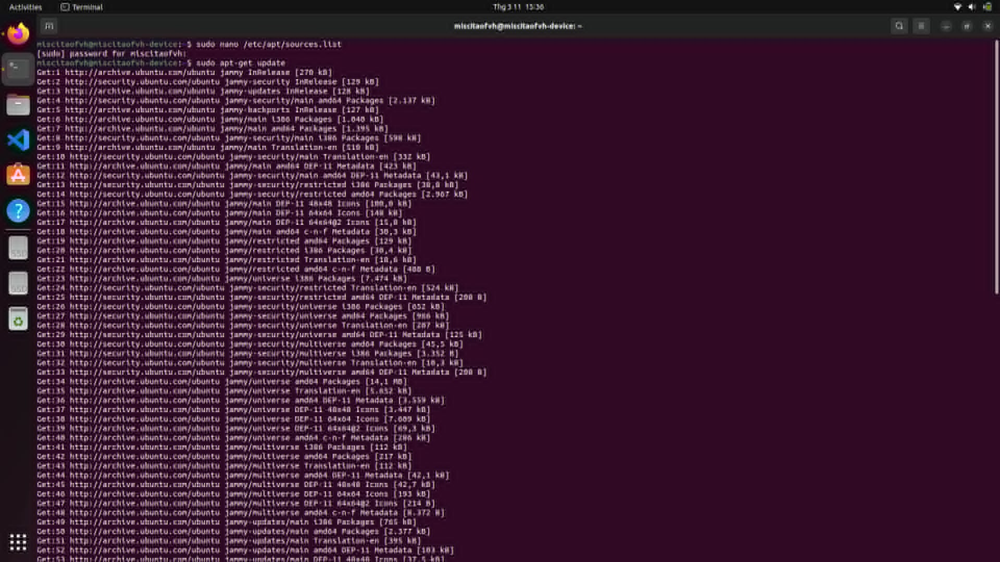 Activities
Terminal
Thg 3 11 15:36
miscitaofvh@miscitaofvh-device: ~
miscitaofvh@miscitaofvh-device:~$ sudo nano /etc/apt/sources.list
[sudo] password for miscitaofvh:
miscitaofvh@miscitaofvh-device:~$ sudo apt-get update
Get:1 http://archive.ubuntu.com/ubuntu jammy InRelease [270 kB]
Get:2 http://security.ubuntu.com/ubuntu jammy-security InRelease [129 kB]
Get:3 http://archive.ubuntu.com/ubuntu jammy-updates InRelease [128 kB]
Get:4 http://security.ubuntu.com/ubuntu jammy-security/main amd64 Packages [2.137 kB]
Get:5 http://archive.ubuntu.com/ubuntu jammy-backports InRelease [127 kB]
Get:6 http://archive.ubuntu.com/ubuntu jammy/main i386 Packages [1.040 kB]
Get:7 http://archive.ubuntu.com/ubuntu jammy/main amd64 Packages [1.395 kB]
Get:8 http://security.ubuntu.com/ubuntu jammy-security/main i386 Packages [598 kB]
Get:9 http://archive.ubuntu.com/ubuntu jammy/main Translation-en [510 kB]
Get:10 http://security.ubuntu.com/ubuntu jammy-security/main Translation-en [332 kB]
Get:11 http://archive.ubuntu.com/ubuntu jammy/main amd64 DEP-11 Metadata [423 kB]
Get:12 http://security.ubuntu.com/ubuntu jammy-security/main amd64 DEP-11 Metadata [43,1 kB]
Get:13 http://security.ubuntu.com/ubuntu jammy-security/restricted i386 Packages kB]
Get:14 http://security.ubuntu.com/ubuntu jammy-security/restricted amd64 Packages [2.967 kB]
Get:15 http://archive.ubuntu.com/ubuntu jammy/main DEP-11 48x48 Icons [100,0 kB]
Get:16 http://archive.ubuntu.com/ubuntu jammy/main DEP-11 64x64 Icons [148 kB]
Get:17 http://archive.ubuntu.com/ubuntu jammy/main DEP-11 64x64@2 Icons [15,8 kB]
Get:18 http://archive.ubuntu.com/ubuntu jammy/main amd64 c-n-f Metadata [30,3 kB]
Get:19 http://archive.ubuntu.com/ubuntu jammy/restricted amd64 Packages [129 kB]
Get:20 http://archive.ubuntu.com/ubuntu jammy/restricted i386 Packages [30,4 kB]
Get:21 http://archive.ubuntu.com/ubuntu jammy/restricted Translation-en [18,6 kB]
Get:22 http://archive.ubuntu.com/ubuntu jammy/restricted amd64 c-n-f Metadata [488 B]
Get:23 http://archive.ubuntu.com/ubuntu jammy/universe i386 Packages [7.474 kB]
Get:24 http://security.ubuntu.com/ubuntu jammy-security/restricted Translation-en [524 kB]
Get:25 http://security.ubuntu.com/ubuntu jammy-security/restricted amd64 DEP-11 Metadata [208 B]
Get:26 http://security.ubuntu.com/ubuntu jammy-security/universe i386 Packages [652 kB]
Get:27 http://security.ubuntu.com/ubuntu jammy-security/universe amd64 Packages [966 kB]
Get:28 http://security.ubuntu.com/ubuntu jammy-security/universe Translation-en [207 kB]
Get:29 http://security.ubuntu.com/ubuntu jammy-security/universe amd64 DEP-11 Metadata [125 kB]
Get:30 http://security.ubuntu.com/ubuntu jammy-security/multiverse amd64 Packages [45,5 kB]
Get:31 http://security.ubuntu.com/ubuntu jammy-security/multiverse i386 Packages [3.352 B]
Get:32 http://security.ubuntu.com/ubuntu jammy-security/multiverse Translation-en [10,3 kB]
Get:33 http://security.ubuntu.com/ubuntu jammy-security/multiverse amd64 DEP-11 Metadata [208 B]
Get:34 http://archive.ubuntu.com/ubuntu jammy/universe amd64 Packages [14,1 MB]
Get:35 http://archive.ubuntu.com/ubuntu jammy/universe Translation-en [5.652 kB]
Get:36 http://archive.ubuntu.com/ubuntu jammy/universe amd64 DEP-11 Metadata [3.559 kB]
Get:37 http://archive.ubuntu.com/ubuntu jammy/universe DEP-11 48x48 Icons [3.447 kB]
Get:38 http://archive.ubuntu.com/ubuntu jammy/universe DEP-11 64x64 Icons [7.609 kB]
Get:39 http://archive.ubuntu.com/ubuntu jammy/universe DEP-11 64x64@2 Icons [69,3 kB]
Get:40 http://archive.ubuntu.com/ubuntu jammy/universe amd64 c-n-f Metadata [286 kB]
Get:41 http://archive.ubuntu.com/ubuntu jammy/multiverse i386 Packages [112 kB]
Get:42 http://archive.ubuntu.com/ubuntu jammy/multiverse amd64 Packages [217 kB]
Get:43 http://archive.ubuntu.com/ubuntu jammy/multiverse Translation-en [112 kB]
Get:44 http://archive.ubuntu.com/ubuntu jammy/multiverse amd64 DEP-11 Metadata [42,1 kB]
Get:45 http://archive.ubuntu.com/ubuntu jammy/multiverse DEP-11 48x48 Icons [42,7 kB]
Get:46 http://archive.ubuntu.com/ubuntu jammy/multiverse DEP-11 64x64 Icons [193 kB]
Get:47 http://archive.ubuntu.com/ubuntu jammy/multiverse DEP-11 64x64@2 Icons [214 B]
Get:48 http://archive.ubuntu.com/ubuntu jammy/multiverse amd64 c-n-f Metadata [8.372 B]
Get:49 http://archive.ubuntu.com/ubuntu jammy-updates/main i386 Packages [765 kB]
Get:50 http://archive.ubuntu.com/ubuntu jammy-updates/main amd64 Packages [2.377 kB]
Get:51 http://archive.ubuntu.com/ubuntu jammy-updates/main Translation-en [395 kB]
Get:52 http://archive.ubuntu.com/ubuntu jammy-updates/main amd64 DEP-11 Metadata [103 kB]
Get:53 http://archive.ubuntu.com/ubuntu jammy-updates/main DEP-11 48x48 Icons [37,5 kB]